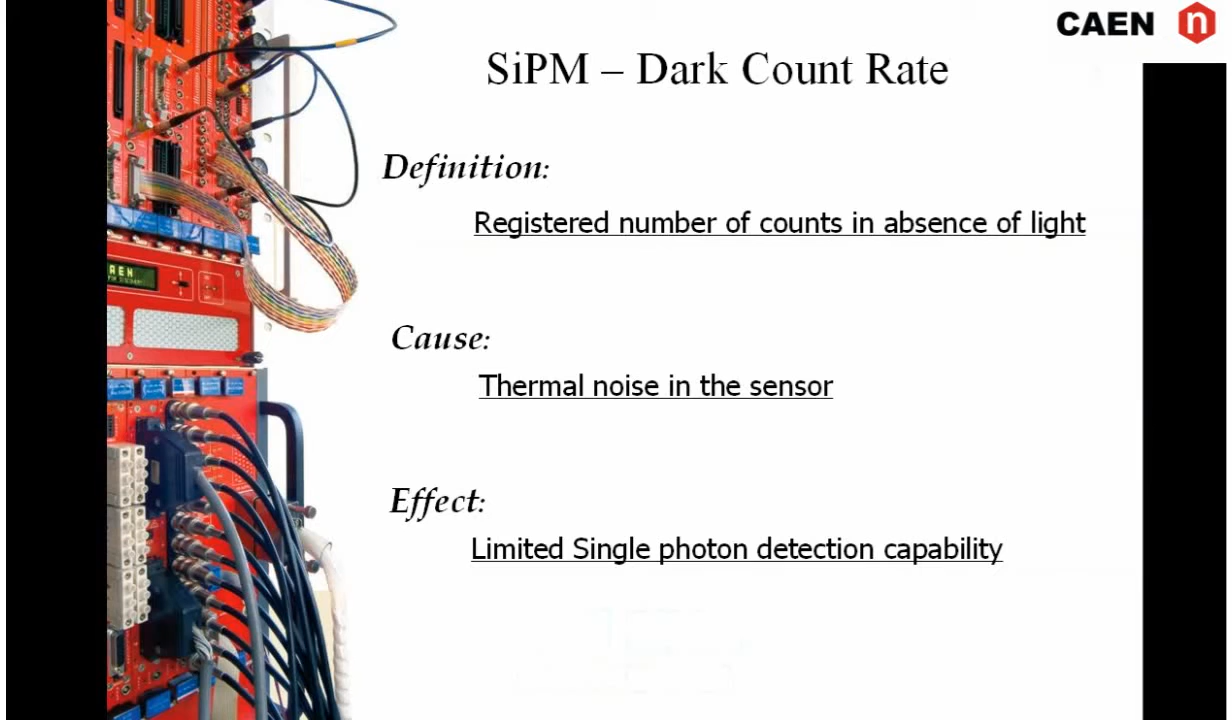 CAEN n
SiPM – Dark Count Rate
Definition:
Registered number of counts in absence of light
Cause:
Thermal noise in the sensor
Effect:
Limited Single photon detection capability